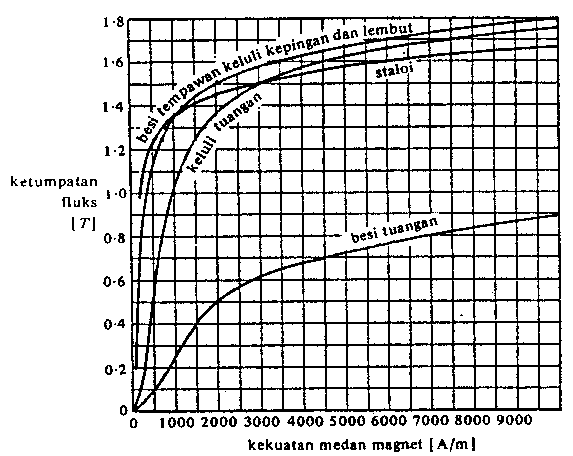 1·8
1·6
1·4
1·2
1·0
0·8
0·6
0·4
0·2
0
ketumpatan
fluks
[T]
besi tempawan keluli kepingan dan lembut
staloi
keluli tuangan
besi tuangan
0 1000 2000 3000 4000 5000 6000 7000 8000 9000
kekuatan medan magnet [A/m]